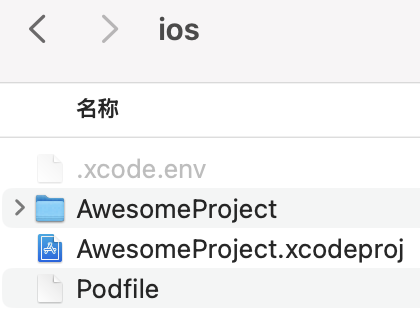 ios
名称
.xcode.env
AwesomeProject
AwesomeProject.xcodeproj
Podfile